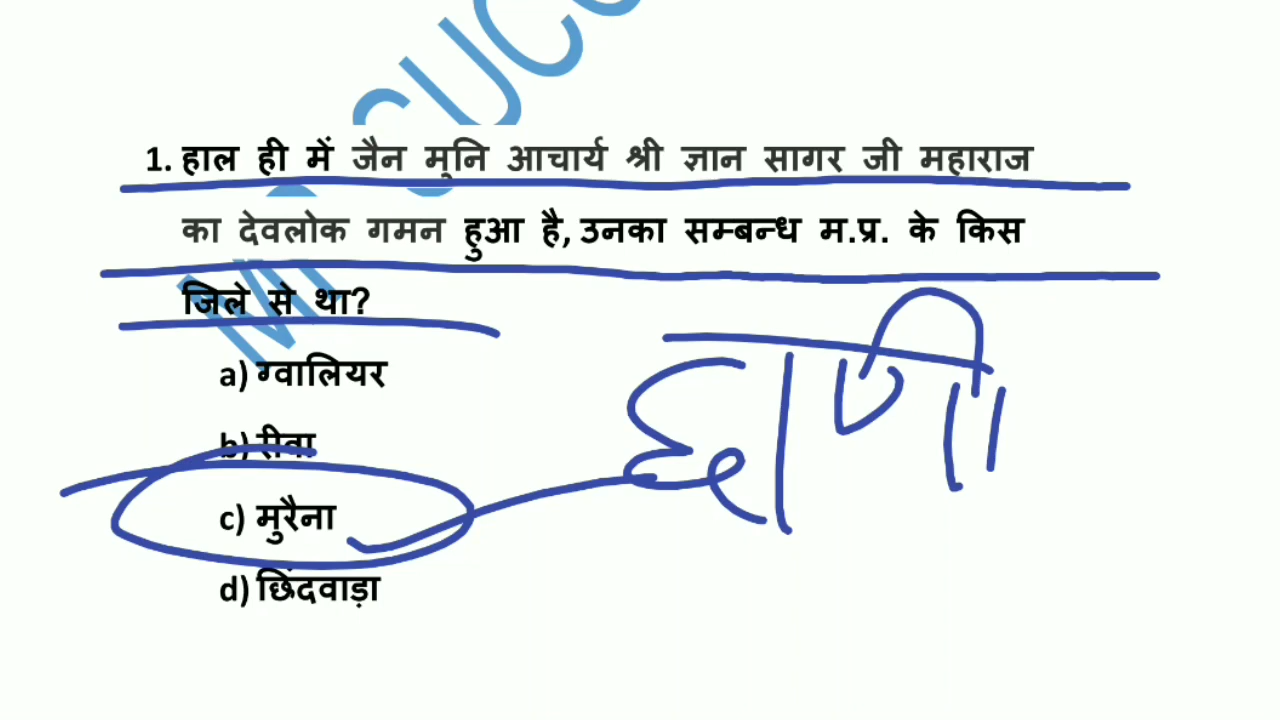 1. हाल ही में जैन मुनि आचार्य श्री ज्ञान सागर जी महाराज
का देवलोक गमन हुआ है, उनका सम्बन्ध म.प्र. के किस
जिले से था?
a) ग्वालियर
b) रीवा
c) मुरैना
d) छिंदवाड़ा